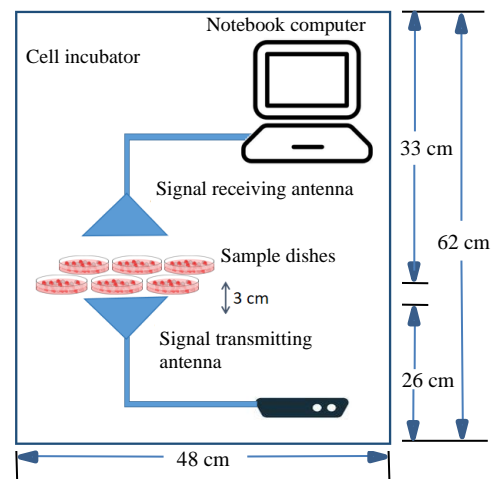 Notebook computer
Cell incubator
33 cm
Signal receiving antenna
Sample dishes
62 cm
3 cm
Signal transmitting
antenna
26 cm
48 cm